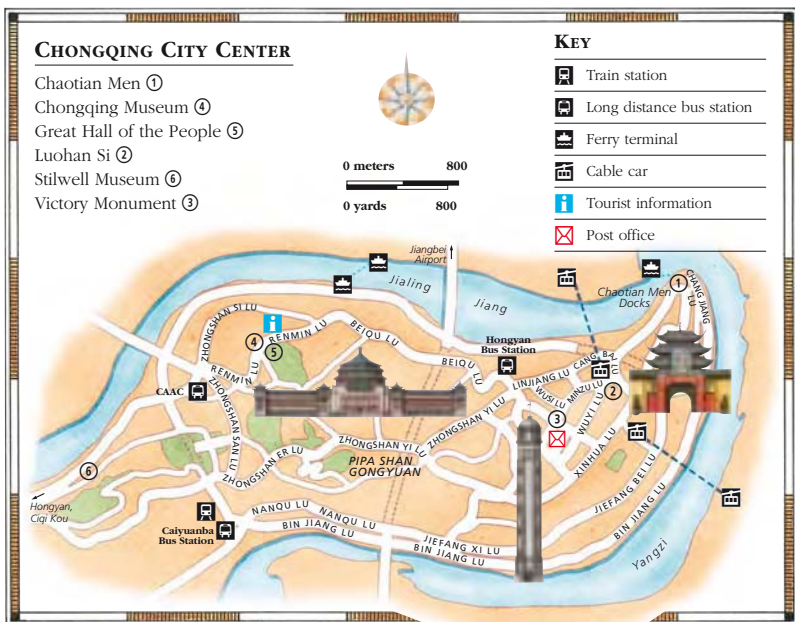 CHONGQING CITY CENTER
Chaotian Men ①
Chongqing Museum ④
Great Hall of the People ⑤
Luohan Si ②
Stilwell Museum ⑥
Victory Monument ③
0 meters 800
0 yards 800
KEY
Train station
Long distance bus station
Ferry terminal
Cable car
Tourist information
Post office
Jiangbei
Airport
Jialing
Jiang
Chaotian Men
Docks
①
CHANG JIANG
LU
ZHONGSHAN SI LU
i
④
⑤
RENMIN LU
BEIQU LU
BEIQU LU
Hongyan
Bus Station
LINJIANG LU
CANG BAI LU
RENMIN LU
CAAC
WUSI LU
MINZU LU
②
③
WUYI LU
ZHONGSHAN SAN LU
ZHONGSHAN YI LU
ZHONGSHAN YI LU
XINHUA LU
PIPA SHAN
GONGYUAN
ZHONGSHAN ER LU
⑥
Hongyan,
Ciqi Kou
JIEFANG BEI LU
BIN JIANG LU
NANQU LU
NANQU LU
Caiyuanba
Bus Station
BIN JIANG LU
JIEFANG XI LU
BIN JIANG LU
Yangzi